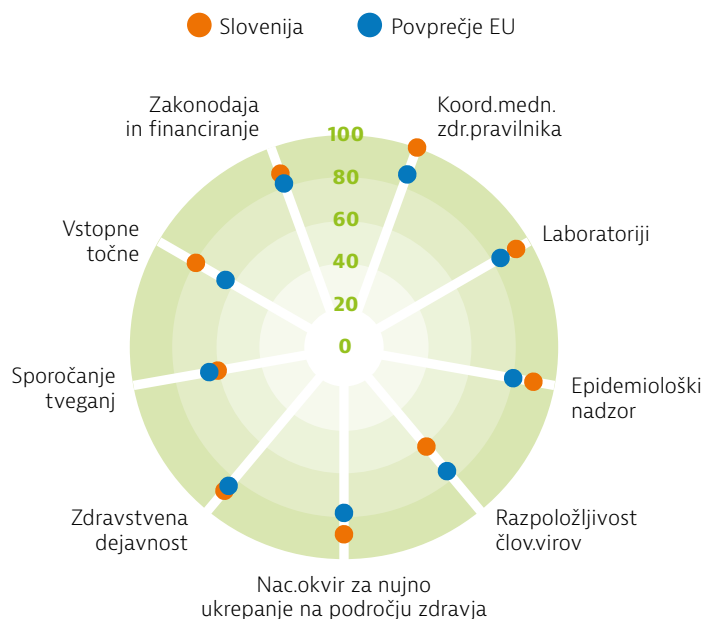 Slovenija
Povprečje EU
Zakonodaja
in financiranje
Koord.medn.
zdr.pravilnika
100
80
60
40
20
0
Vstopne
točne
Laboratoriji
Sporočanje
tveganj
Epidemiološki
nadzor
Zdravstvena
dejavnost
Razpoložljivost
člov.virov
Nac.okvir za nujno
ukrepanje na področju zdravja